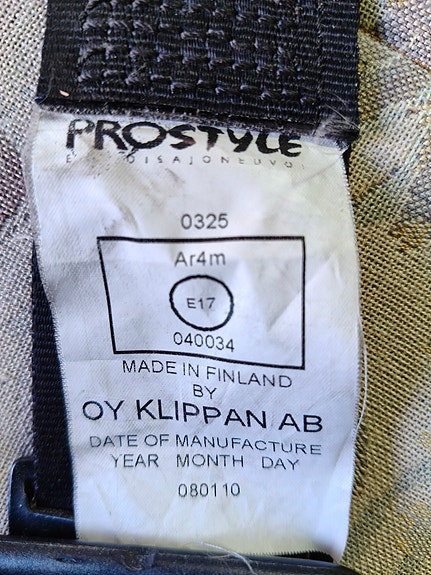 PROSTYLE
0325
Ar4m
E17
040034
MADE IN FINLAND
BY
OY KLIPPAN AB
DATE OF MANUFACTURE
YEAR MONTH DAY
080110